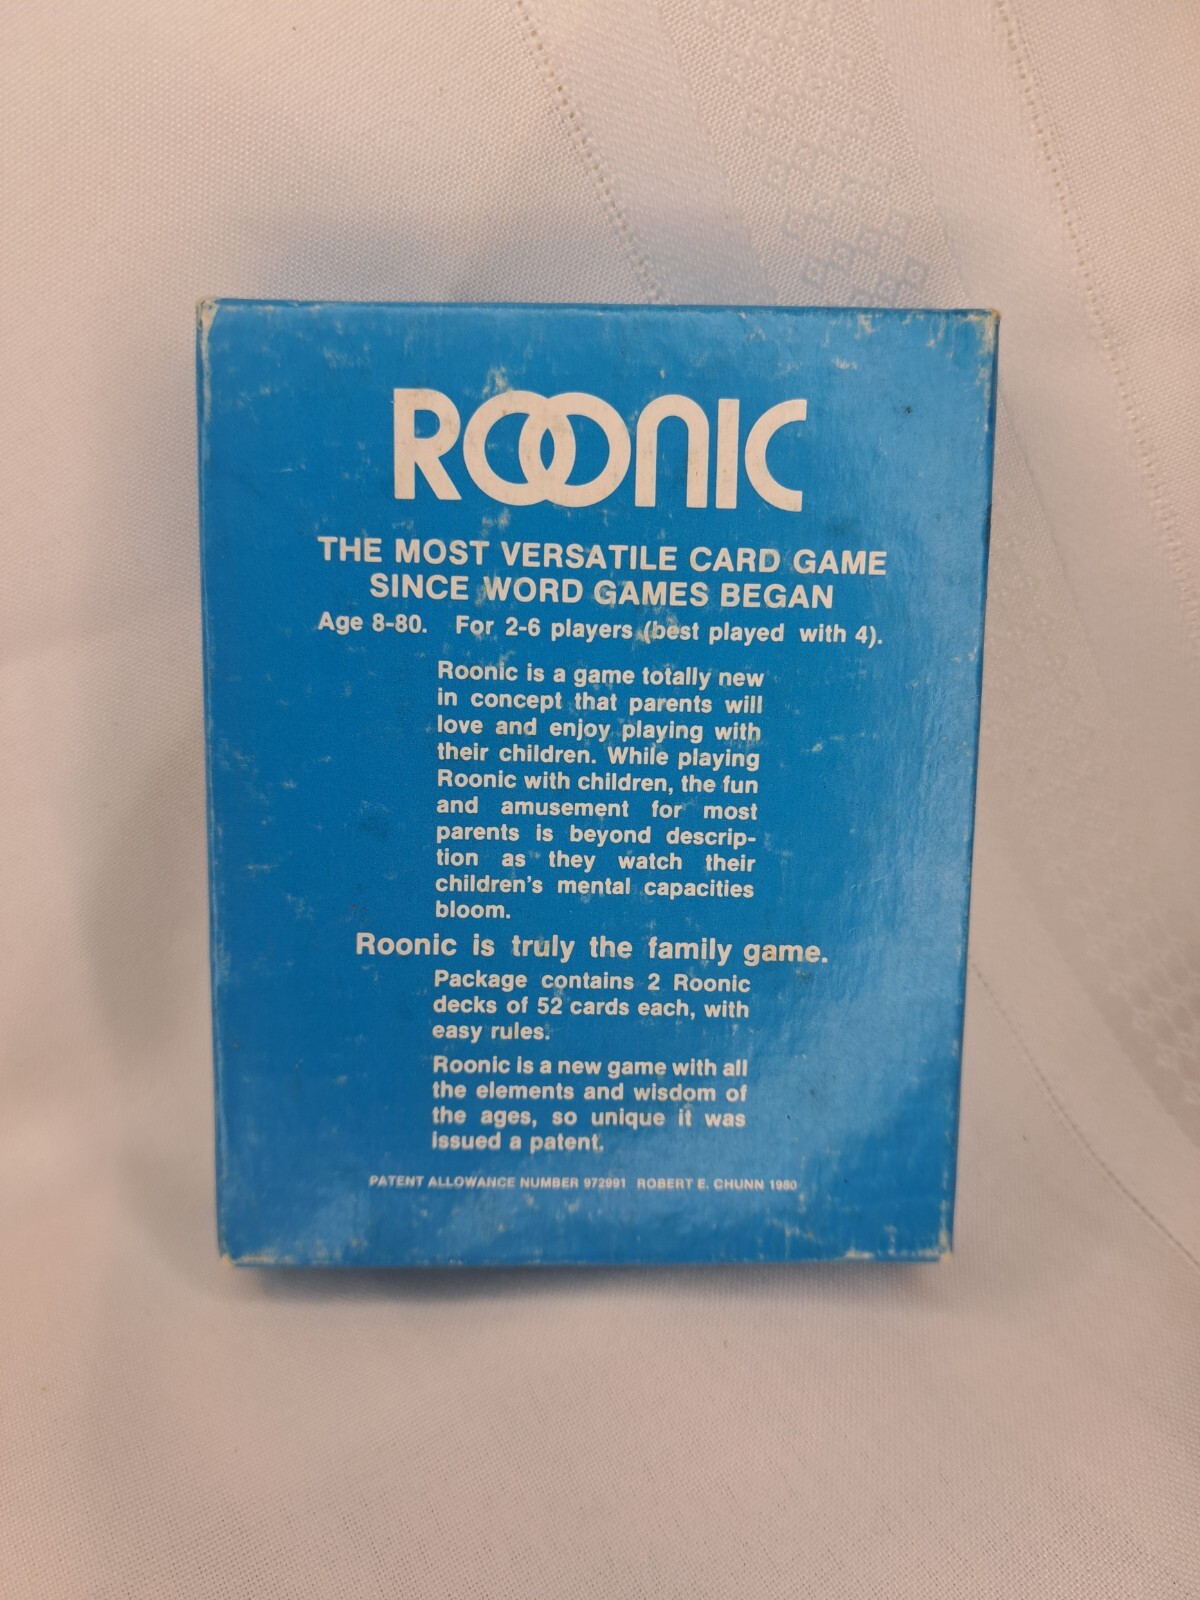 ROONIC
THE MOST VERSATILE CARD GAME
SINCE WORD GAMES BEGAN
Age 8-80. For 2-6 players (best played with 4).
Roonic is a game totally new
in concept that parents will
love and enjoy playing with
their children. While playing
Roonic with children, the fun
and amusement for most
parents is beyond descrip-
tion as they watch their
children's mental capacities
bloom.
Roonic is truly the family game.
Package contains 2 Roonic
decks of 52 cards each, with
easy rules.
Roonic is a new game with all
the elements and wisdom of
the ages, so unique it was
issued a patent.
PATENT ALLOWANCE NUMBER 972991 ROBERT E. CHUNN 1980